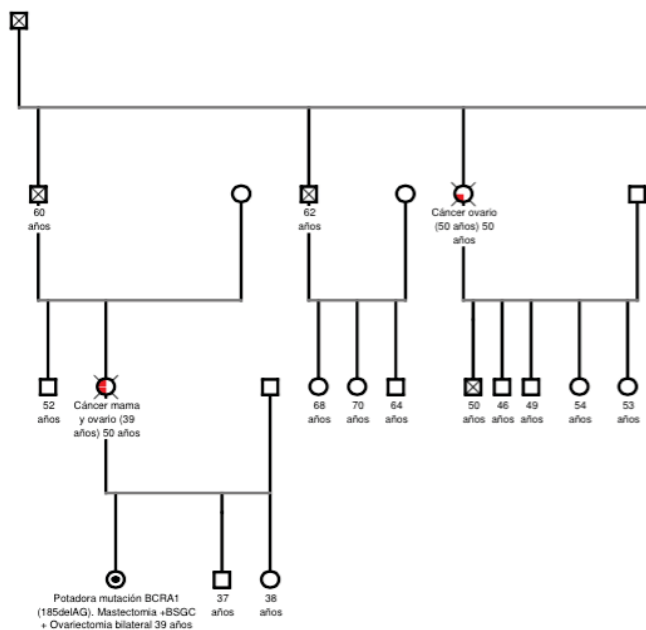 60
años
62
años
Cáncer ovario
(50 años) 50
años
52
años
Cáncer mama
y ovario (39
años) 50 años
68
años
70
años
64
años
50
años
46
años
49
años
54
años
53
años
Potadora mutación BCRA1
(185delAG). Mastectomia +BSGC
+ Ovariectomia bilateral 39 años
37
años
38
años